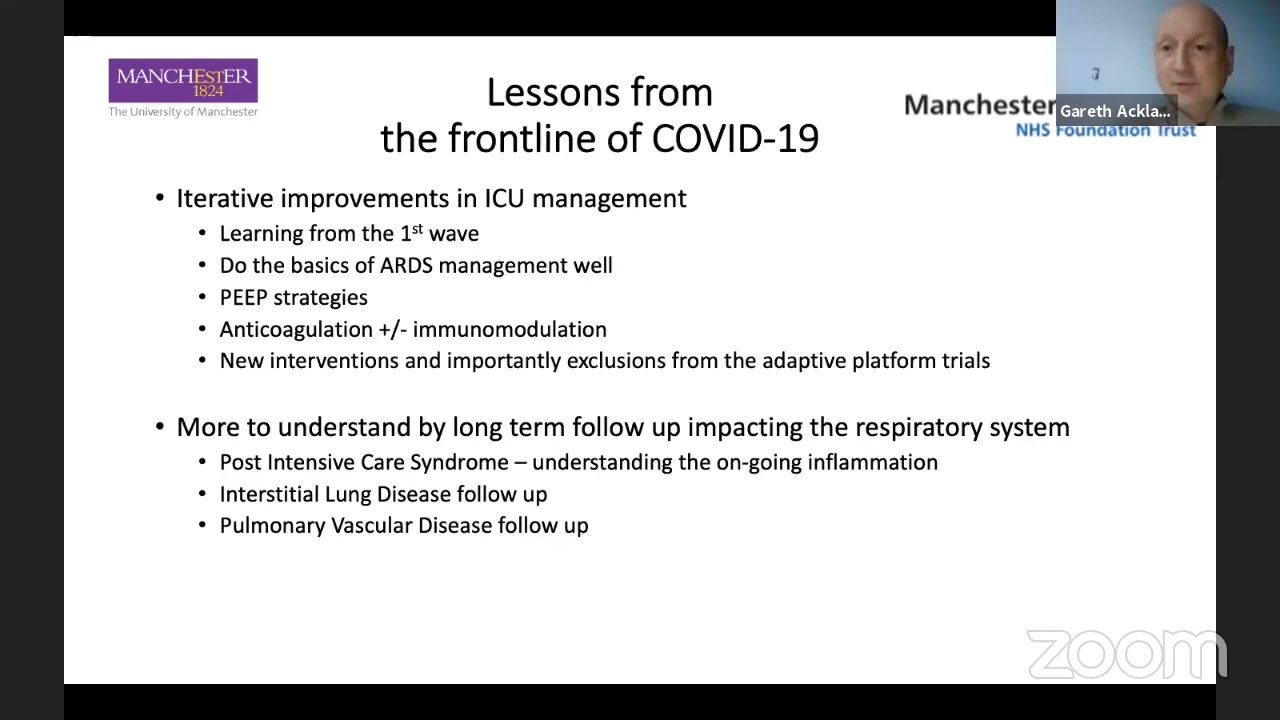 MANCHESTER
1824
The University of Manchester
Lessons from
the frontline of COVID-19
Manchester
NHS Foundation Trust
Gareth Ackla...
• Iterative improvements in ICU management
• Learning from the 1st wave
• Do the basics of ARDS management well
• PEEP strategies
• Anticoagulation +/- immunomodulation
• New interventions and importantly exclusions from the adaptive platform trials
• More to understand by long term follow up impacting the respiratory system
• Post Intensive Care Syndrome – understanding the on-going inflammation
• Interstitial Lung Disease follow up
• Pulmonary Vascular Disease follow up
zoom